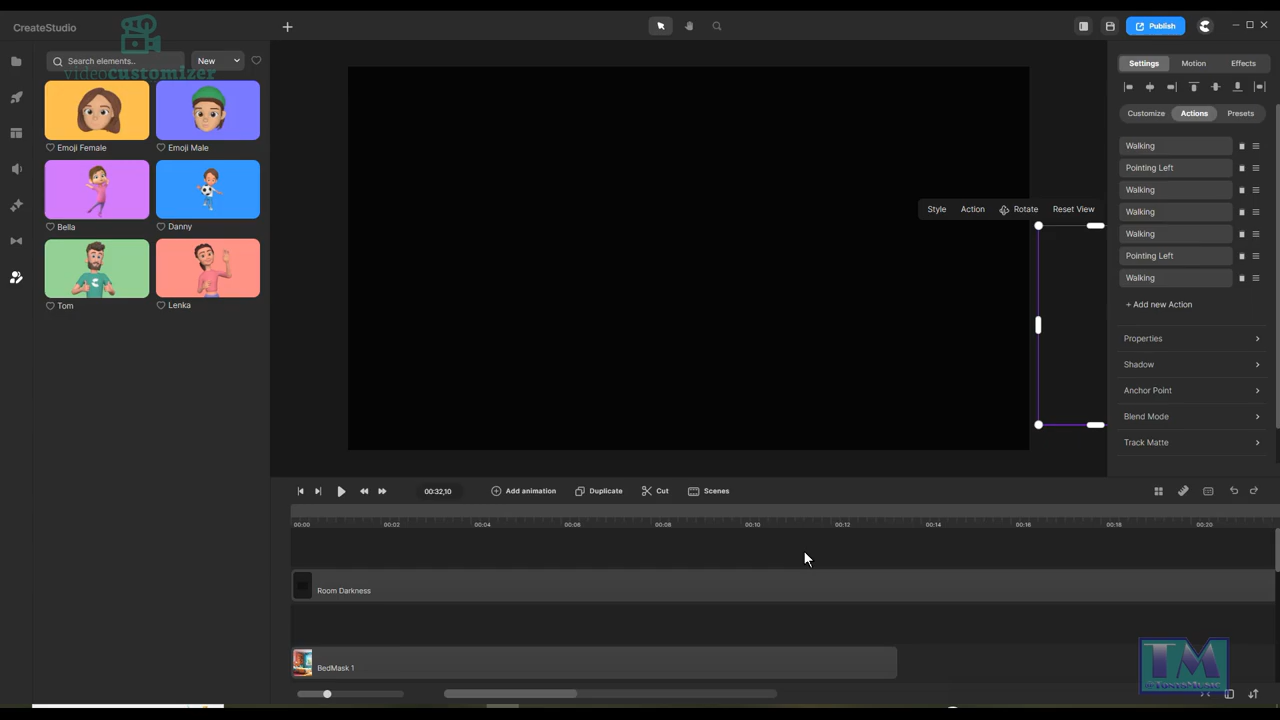 CreateStudio
Publish
Search elements..
New
videocustomizer
Emoji Female
Emoji Male
Bella
Danny
Tom
Lenka
Style
Action
Rotate
Reset View
Settings
Motion
Effects
Customize
Actions
Presets
Walking
Pointing Left
Walking
Walking
Walking
Pointing Left
Walking
+ Add new Action
Properties
Shadow
Anchor Point
Blend Mode
Track Matte
00:32,10
Add animation
Duplicate
Cut
Scenes
00:00
00:02
00:04
00:06
00:08
00:10
00:12
00:14
00:16
00:18
00:20
Room Darkness
BedMask 1
TM